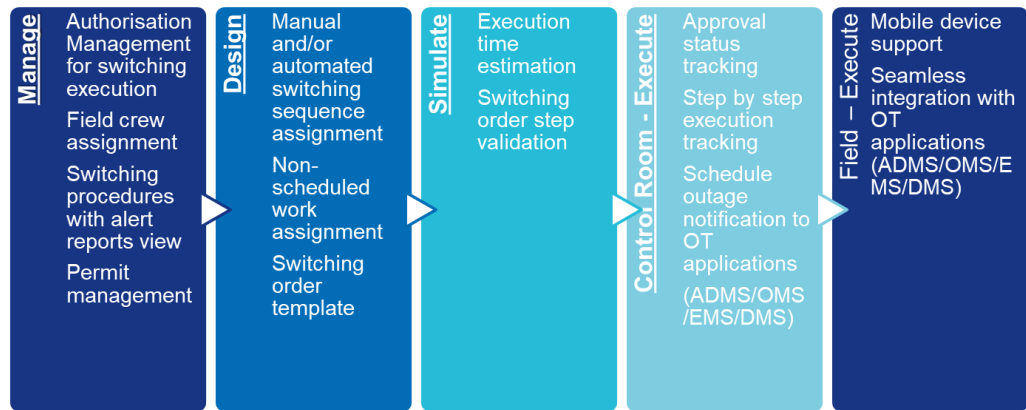 Manage
Authorisation
Management
for switching
execution
Field crew
assignment
Switching
procedures
with alert
reports view
Permit
management
Design
Manual
and/or
automated
switching
sequence
assignment
Non-
scheduled
work
assignment
Switching
order
template
Simulate
Execution
time
estimation
Switching
order step
validation
Control Room - Execute
Approval
status
tracking
Step by step
execution
tracking
Schedule
outage
notification to
OT
applications
(ADMS/OMS
/EMS/DMS)
Field – Execute
Mobile device
support
Seamless
integration with
OT
applications
(ADMS/OMS/E
MS/DMS)